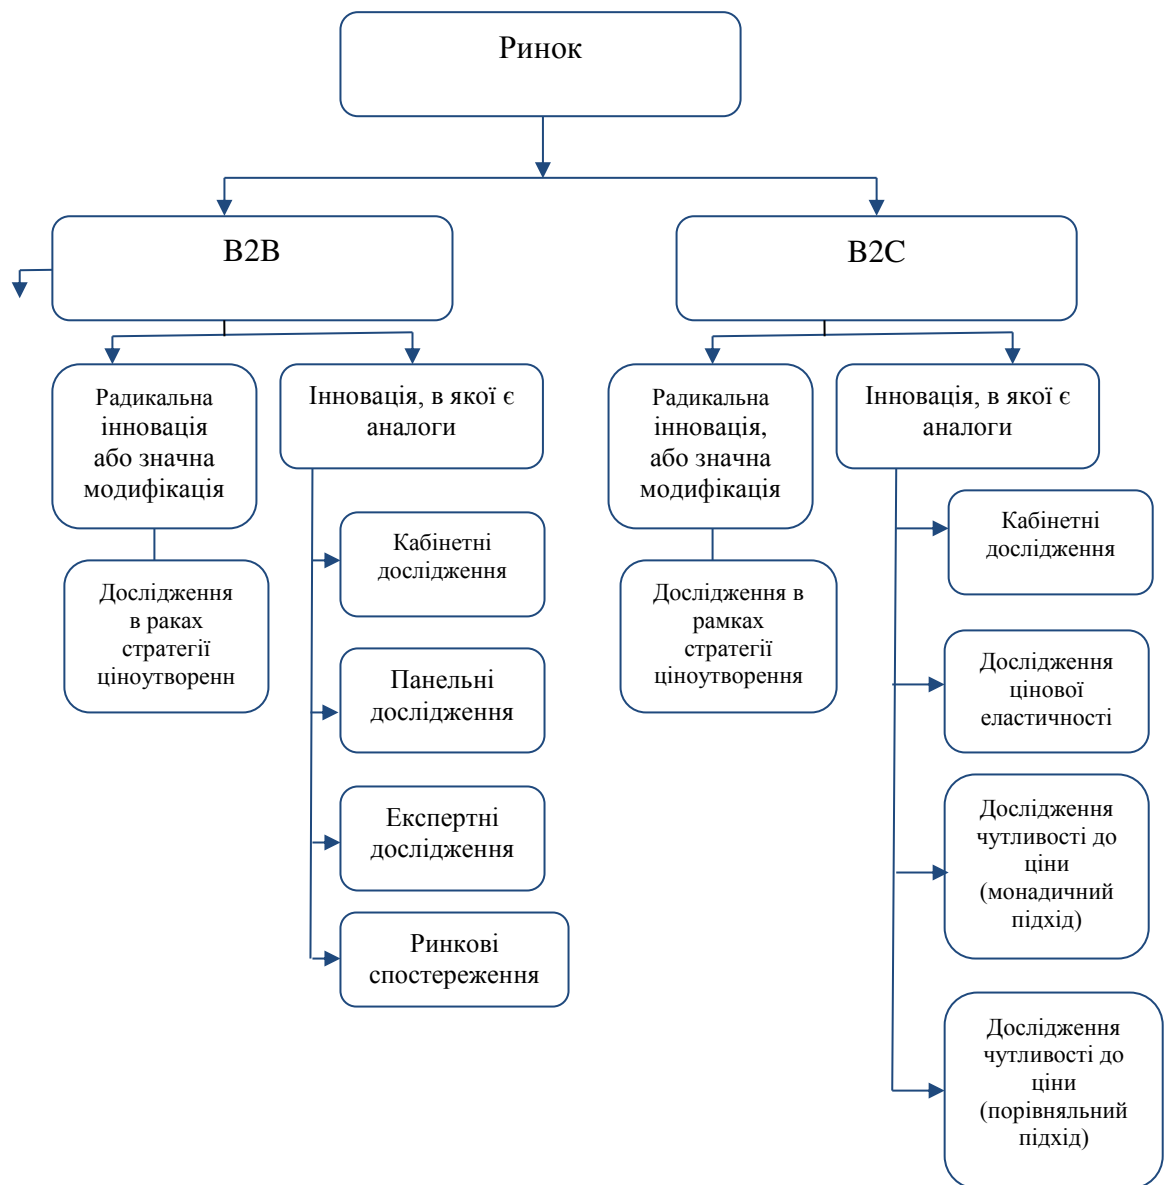 Ринок
В2В
В2С
Радикальна
інновація
або значна
модифікація
Інновація, в якої є
аналоги
Радикальна
інновація,
або значна
модифікація
Інновація, в якої є
аналоги
Дослідження
в раках
стратегії
ціноутворенн
Кабінетні
дослідження
Панельні
дослідження
Експертні
дослідження
Ринкові
спостереження
Дослідження в
рамках
стратегії
ціноутворення
Кабінетні
дослідження
Дослідження
цінової
еластичності
Дослідження
чутливості до
ціни
(монадичний
підхід)
Дослідження
чутливості до
ціни
(порівняльний
підхід)